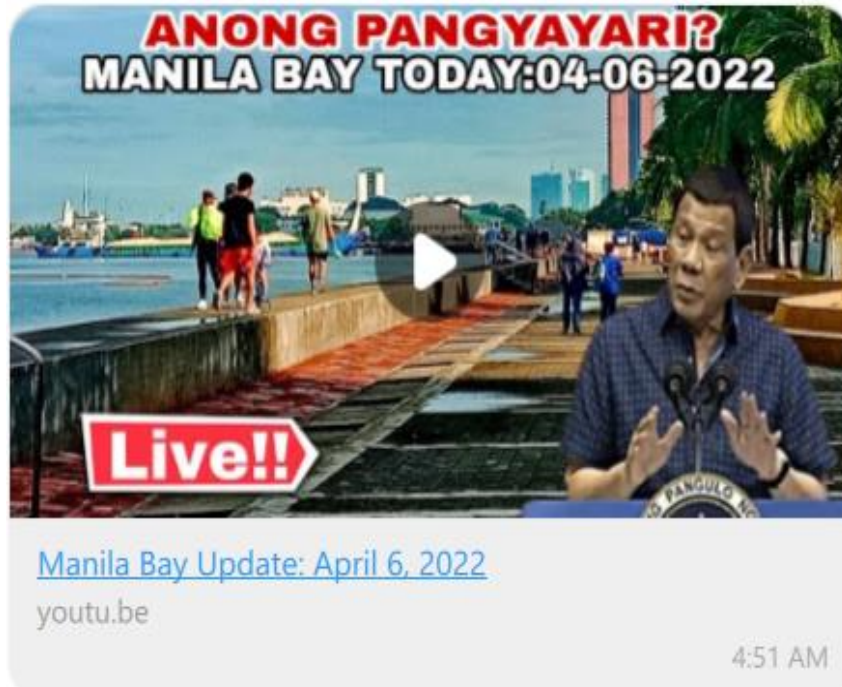 ANONG PANGYAYARI?
MANILA BAY TODAY:04-06-2022
Live!!
PANGULO
Manila Bay Update: April 6, 2022
youtu.be
4:51 AM